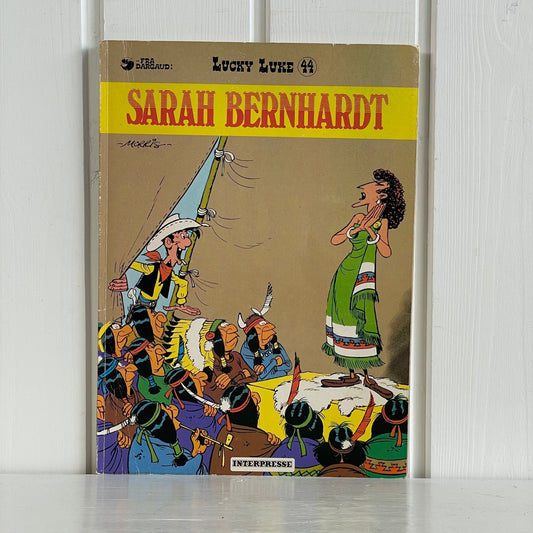 -FRA
DARGAUD!
LUCKY LUKE 44
SARAH BERNHARDT
-MORRIS-
INTERPRESSE